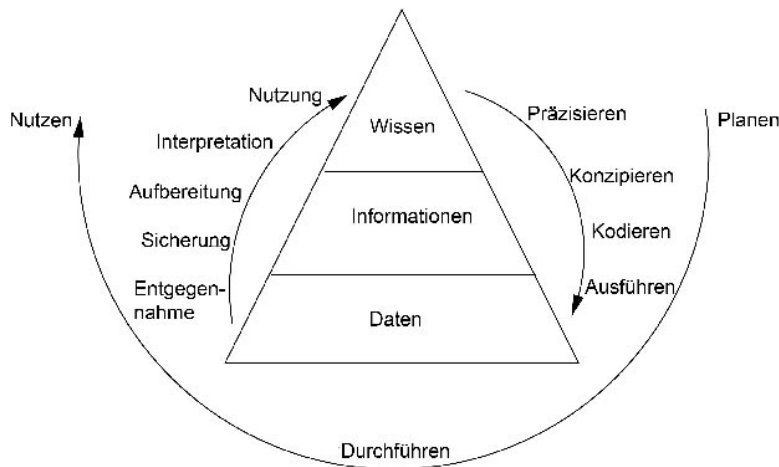 Nutzung
Präzisieren
Nutzen
Wissen
Planen
Interpretation
Konzipieren
Aufbereitung
Informationen
Sicherung
Kodieren
Entgegen-
nahme
Ausführen
Daten
Durchführen